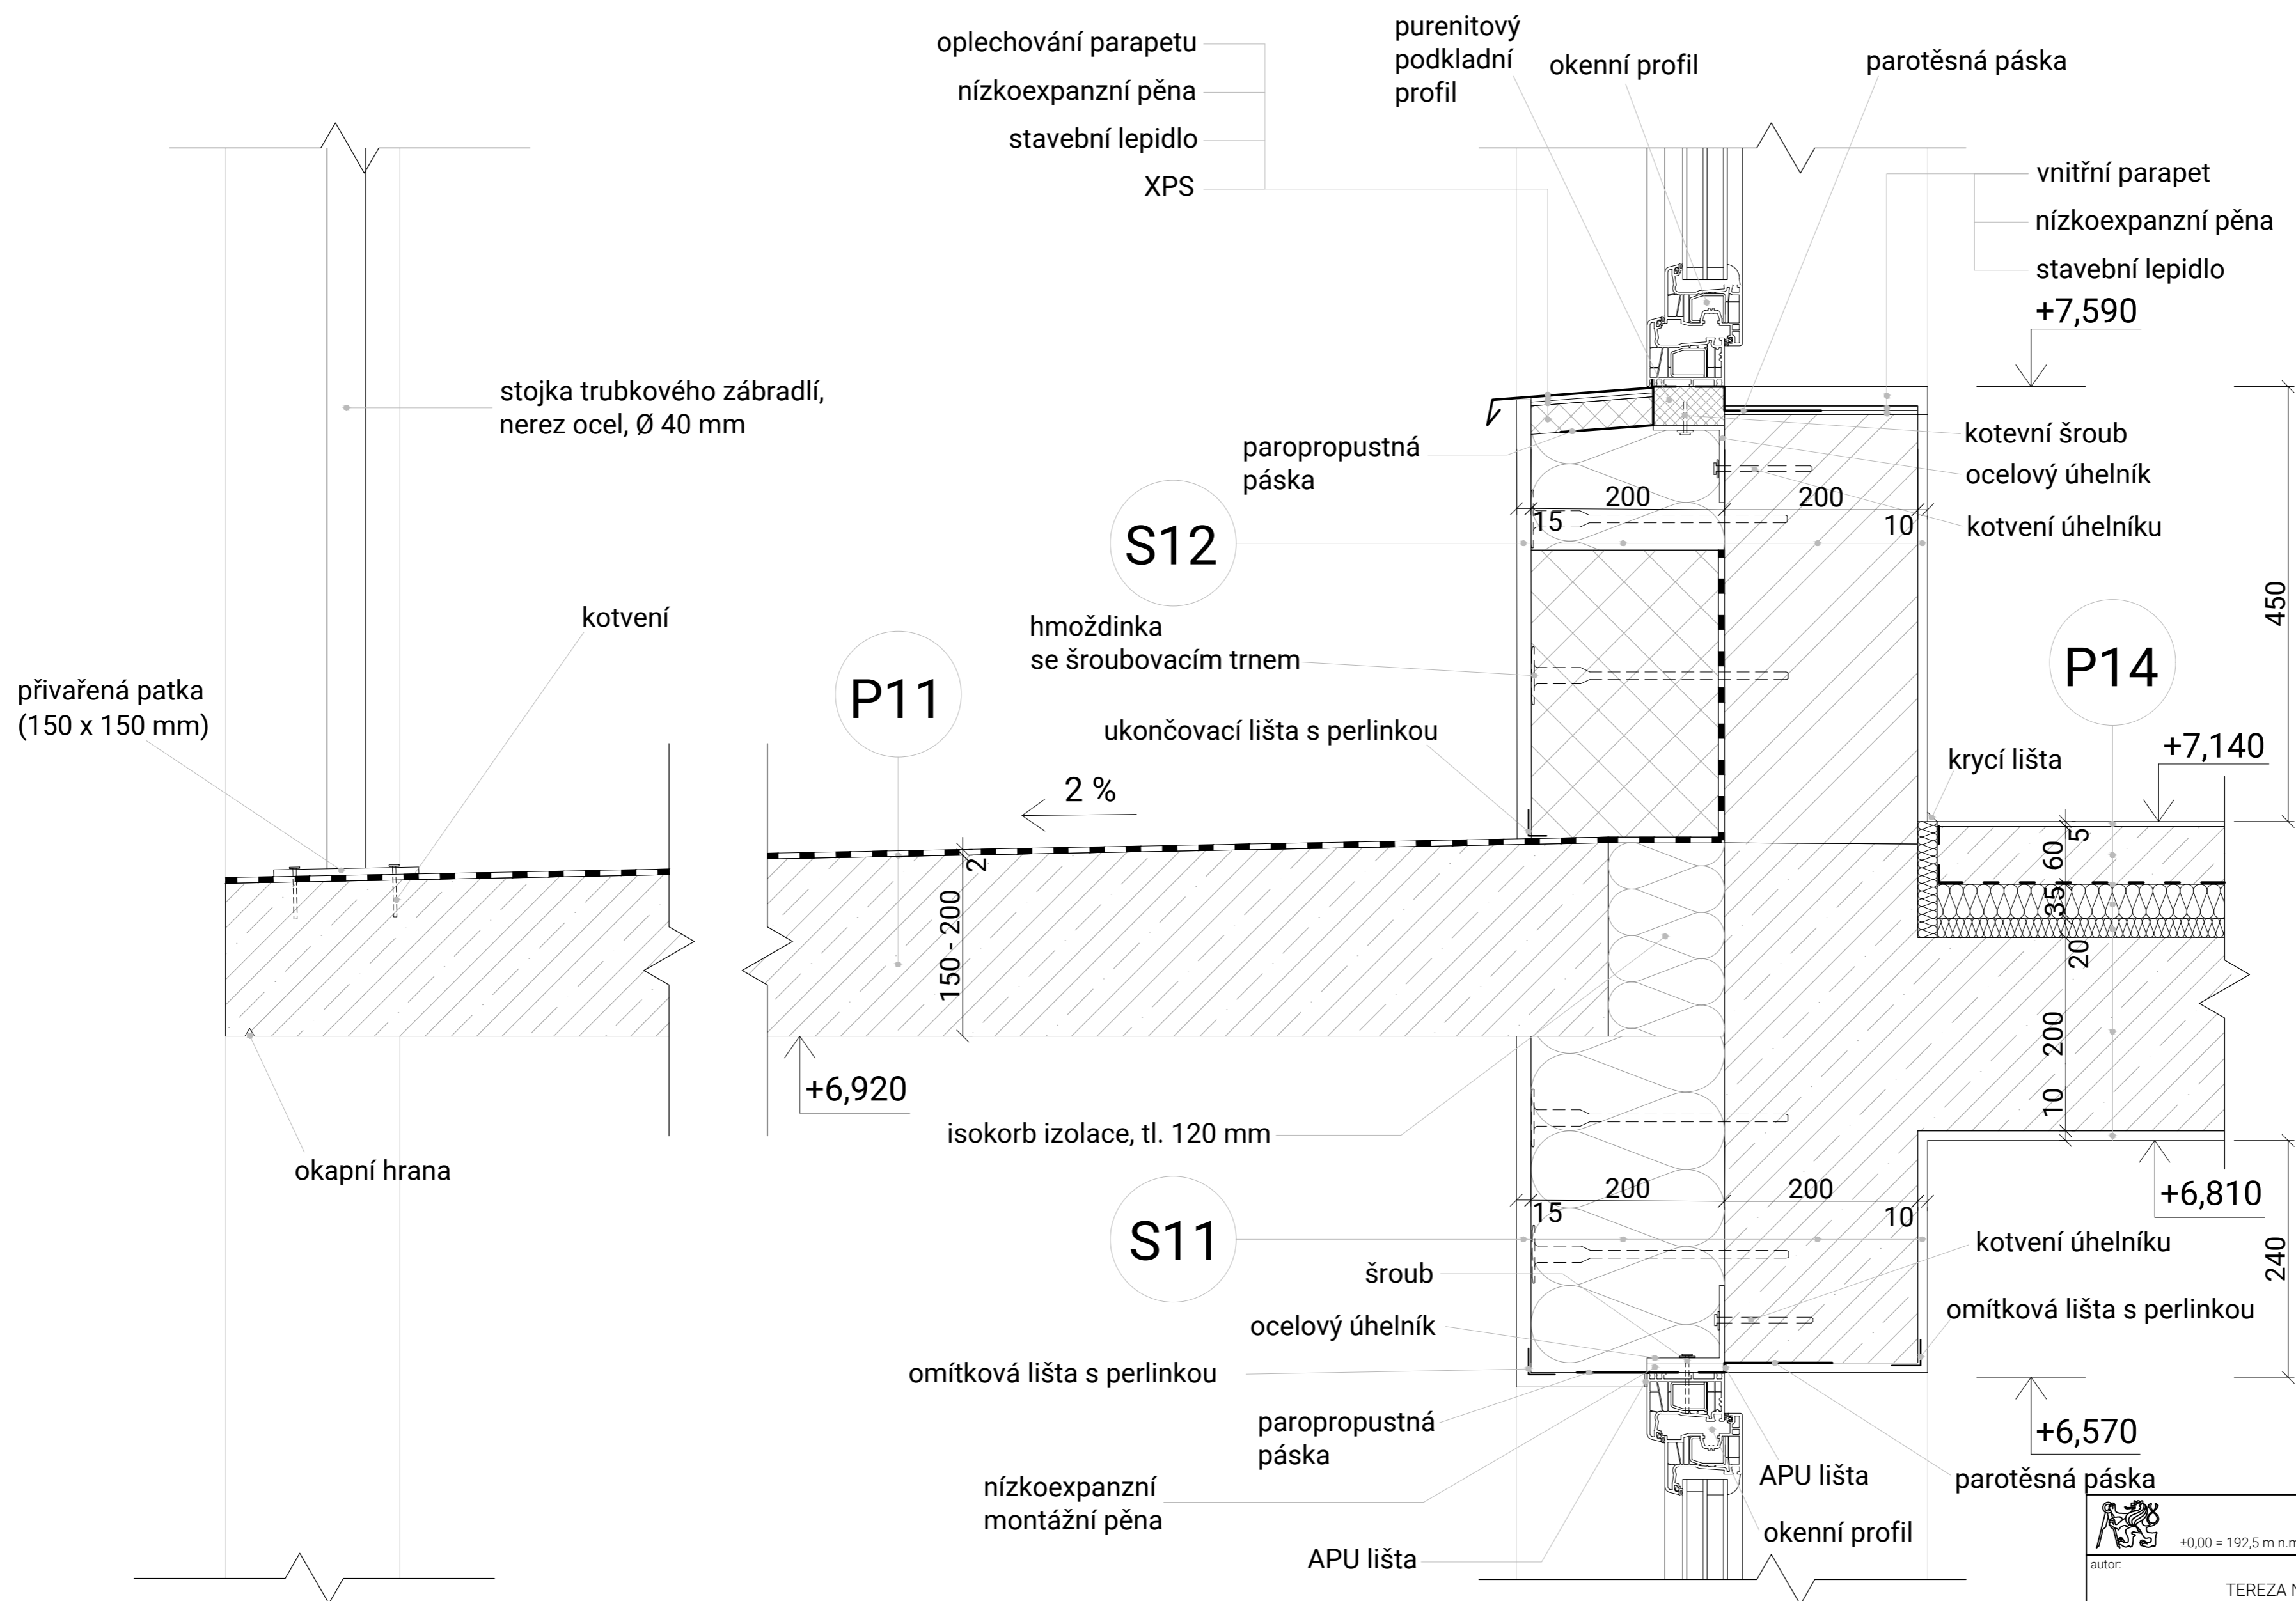 oplechování parapetu
nízkoexpanzní pěna
stavební lepidlo
XPS
purenitový
podkladní
profil
okenní profil
parotěsná páska
vnitřní parapet
nízkoexpanzní pěna
stavební lepidlo
+7,590
stojka trubkového zábradlí,
nerez ocel, Ø 40 mm
paropropustná
páska
kotevní šroub
ocelový úhelník
kotvení úhelníku
200
200
15
10
S12
450
kotvení
hmoždinka
se šroubovacím trnem
P11
P14
přivařená patka
(150 x 150 mm)
ukončovací lišta s perlinkou
krycí lišta
+7,140
2 %
2
150 - 200
5
60
35
20
200
10
+6,920
isokorb izolace, tl. 120 mm
okapní hrana
+6,810
200
200
15
10
S11
240
kotvení úhelníku
šroub
ocelový úhelník
omítková lišta s perlinkou
omítková lišta s perlinkou
paropropustná
páska
+6,570
nízkoexpanzní
montážní pěna
APU lišta
parotěsná páska
okenní profil
APU lišta
±0,00 = 192,5 m n.m
autor:
TEREZA N